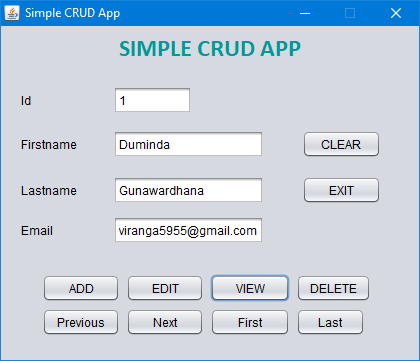 Simple CRUD App
SIMPLE CRUD APP
Id 1
Firstname Duminda CLEAR
Lastname Gunawardhana EXIT
Email viranga5955@gmail.com
ADD EDIT VIEW DELETE
Previous Next First Last